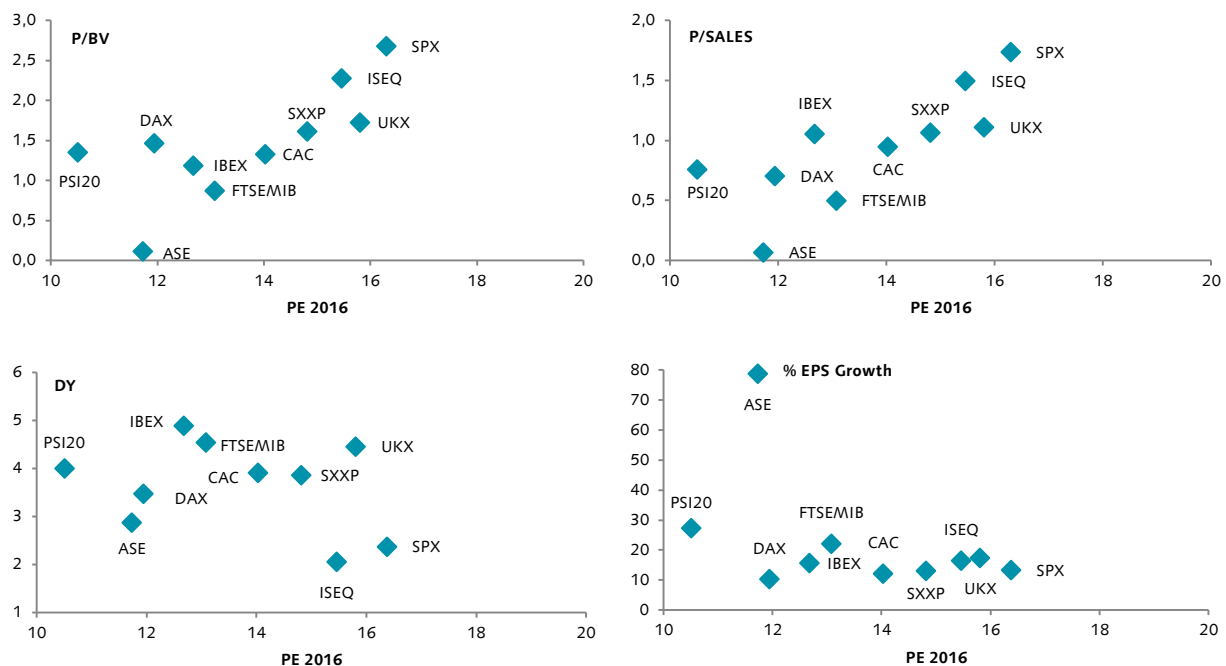 P/BV
3,0
2,5
2,0
1,5
1,0
0,5
0,0
SPX
ISEQ
SXXP
UKX
DAX
CAC
IBEX
PSI20
FTSEMIB
ASE
10 12 14 16 18 20
PE 2016
P/SALES
2,0
1,5
1,0
0,5
0,0
SPX
ISEQ
IBEX
SXXP
UKX
CAC
DAX
PSI20
FTSEMIB
ASE
10 12 14 16 18 20
PE 2016
DY
6
5
4
3
2
1
IBEX
PSI20
FTSEMIB
UKX
CAC
SXXP
DAX
ASE
SPX
ISEQ
10 12 14 16 18 20
PE 2016
% EPS Growth
80
70
60
50
40
30
20
10
0
ASE
PSI20
FTSEMIB
ISEQ
DAX
CAC
IBEX
SPX
UKX
SXXP
10 12 14 16 18 20
PE 2016